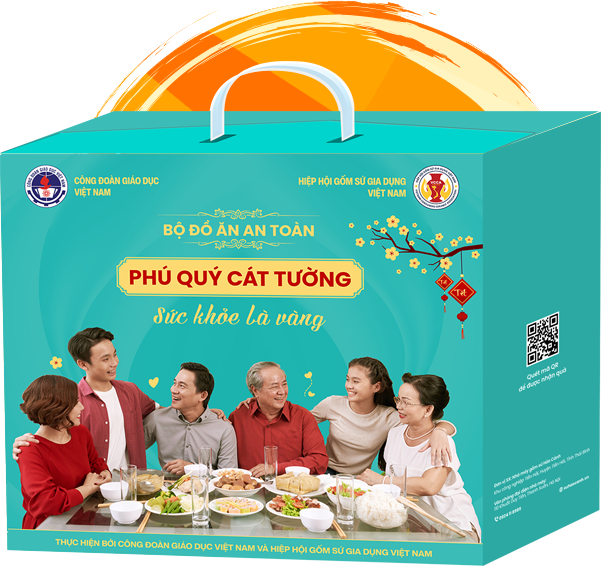 CÔNG ĐOÀN GIÁO DỤC
VIỆT NAM
HIỆP HỘI GỐM SỨ GIA DỤNG
VIỆT NAM
BỘ ĐỒ ĂN AN TOÀN
PHÚ QUÝ CÁT TƯỜNG
Sức khỏe là vàng
Tết
Tết
Quét mã QR
để được nhận quà
THỰC HIỆN BỞI CÔNG ĐOÀN GIÁO DỤC VIỆT NAM VÀ HIỆP HỘI GỐM SỨ GIA DỤNG VIỆT NAM